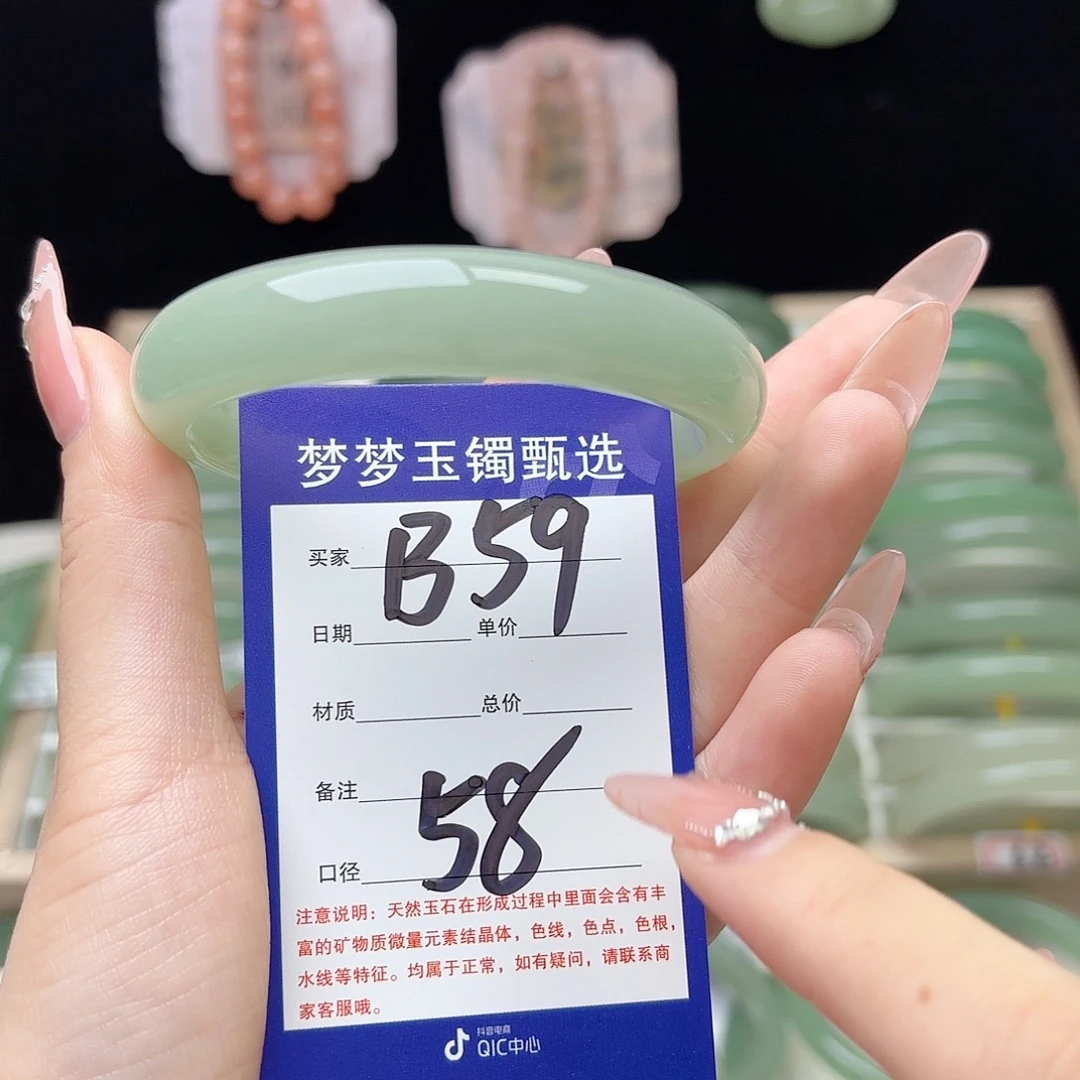 梦梦玉镯甄选
买家 B59
日期 单价
材质 总价
备注
58
口径
注意说明：天然玉石在形成过程中里面会含有丰
富的矿物质微量元素结晶体，色线，色点，色根，
水线等特征。均属于正常，如有疑问，请联系商
家客服哦。
抖音电商
QIC中心